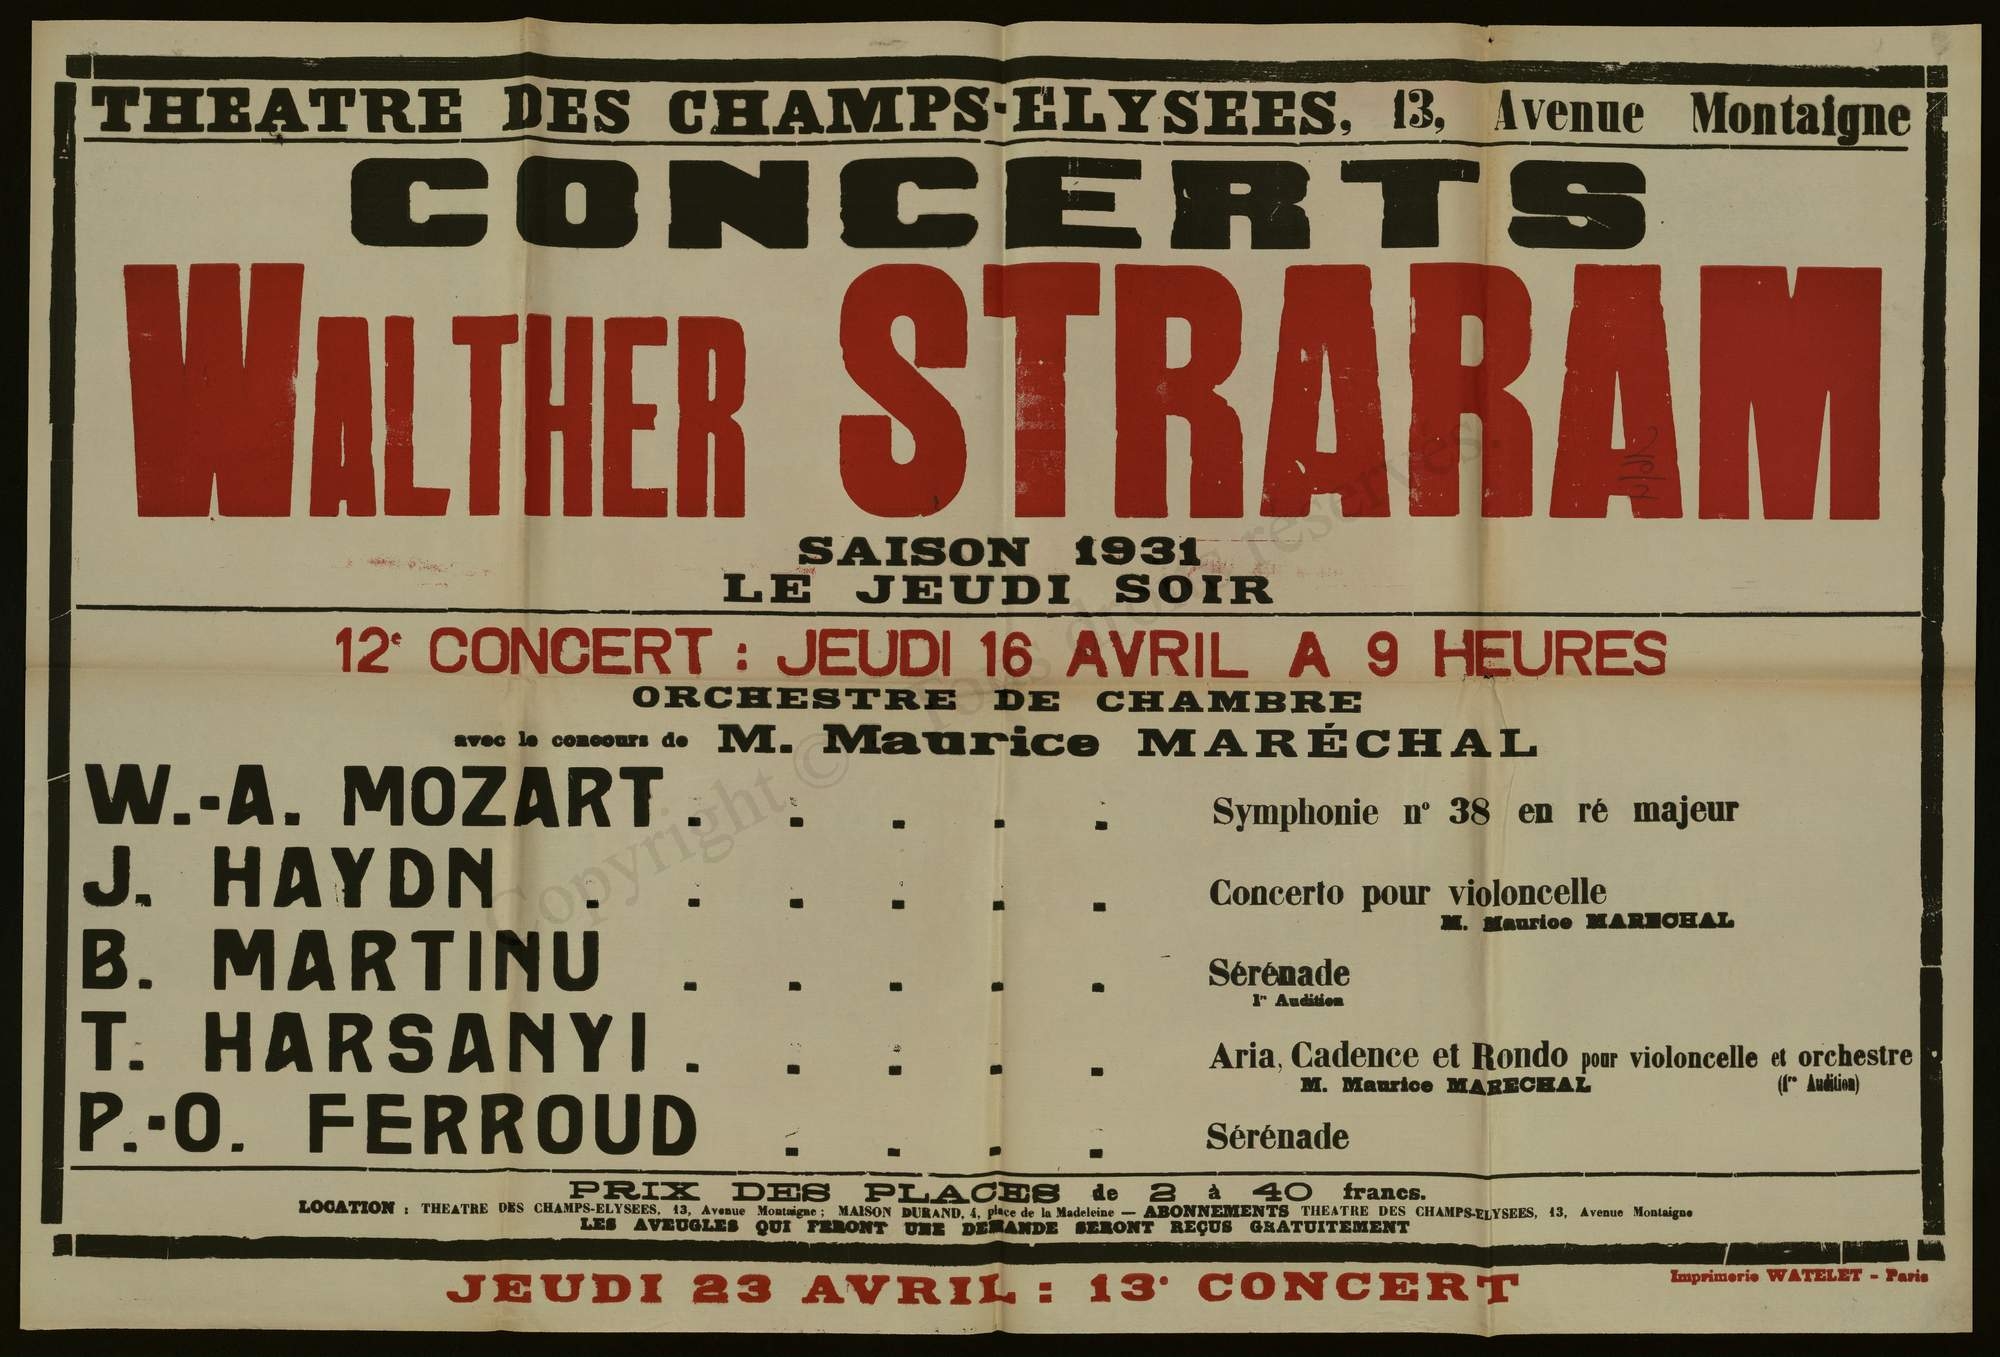 THEATRE DES CHAMPS-ELYSEES, 13, Avenue Montaigne
CONCERTS
WALTHER STRARAM
SAISON 1931
LE JEUDI SOIR
12e CONCERT : JEUDI 16 AVRIL A 9 HEURES
ORCHESTRE DE CHAMBRE
avec le concours de M. Maurice MARÉCHAL
W.-A. MOZART . . . . . Symphonie no 38 en ré majeur
J. HAYDN . . . . . . Concerto pour violoncelle
M. Maurice MARECHAL
B. MARTINU . . . . . Sérénade
1re Audition
T. HARSANYI . . . . . Aria, Cadence et Rondo pour violoncelle et orchestre
M. Maurice MARECHAL (1re Audition)
P.-O. FERROUD . . . . Sérénade
PRIX DES PLACES de 2 à 40 francs.
LOCATION : THEATRE DES CHAMPS-ELYSEES, 13, Avenue Montaigne ; MAISON DURAND, 4, place de la Madeleine — ABONNEMENTS THEATRE DES CHAMPS-ELYSEES, 13, Avenue Montaigne
LES AVEUGLES QUI FERONT UNE DEMANDE SERONT REÇUS GRATUITEMENT
JEUDI 23 AVRIL : 13e CONCERT
Imprimerie WATELET - Paris
Copyright © Tous droits réservés.